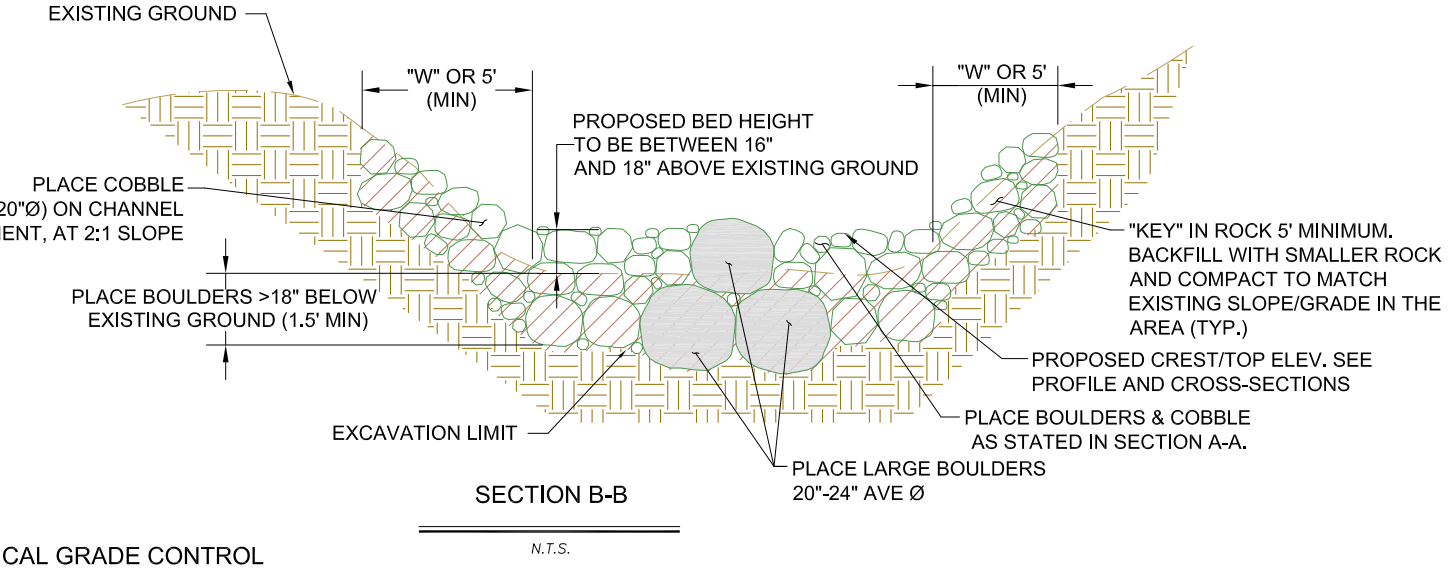 EXISTING GROUND
"W" OR 5'
(MIN)
"W" OR 5'
(MIN)
PROPOSED BED HEIGHT
TO BE BETWEEN 16"
AND 18" ABOVE EXISTING GROUND
PLACE COBBLE
20"Ø) ON CHANNEL
MENT, AT 2:1 SLOPE
"KEY" IN ROCK 5' MINIMUM.
BACKFILL WITH SMALLER ROCK
AND COMPACT TO MATCH
EXISTING SLOPE/GRADE IN THE
AREA (TYP.)
PLACE BOULDERS >18" BELOW
EXISTING GROUND (1.5' MIN)
PROPOSED CREST/TOP ELEV. SEE
PROFILE AND CROSS-SECTIONS
EXCAVATION LIMIT
PLACE BOULDERS & COBBLE
AS STATED IN SECTION A-A.
PLACE LARGE BOULDERS
20"-24" AVE Ø
SECTION B-B
N.T.S.
CAL GRADE CONTROL